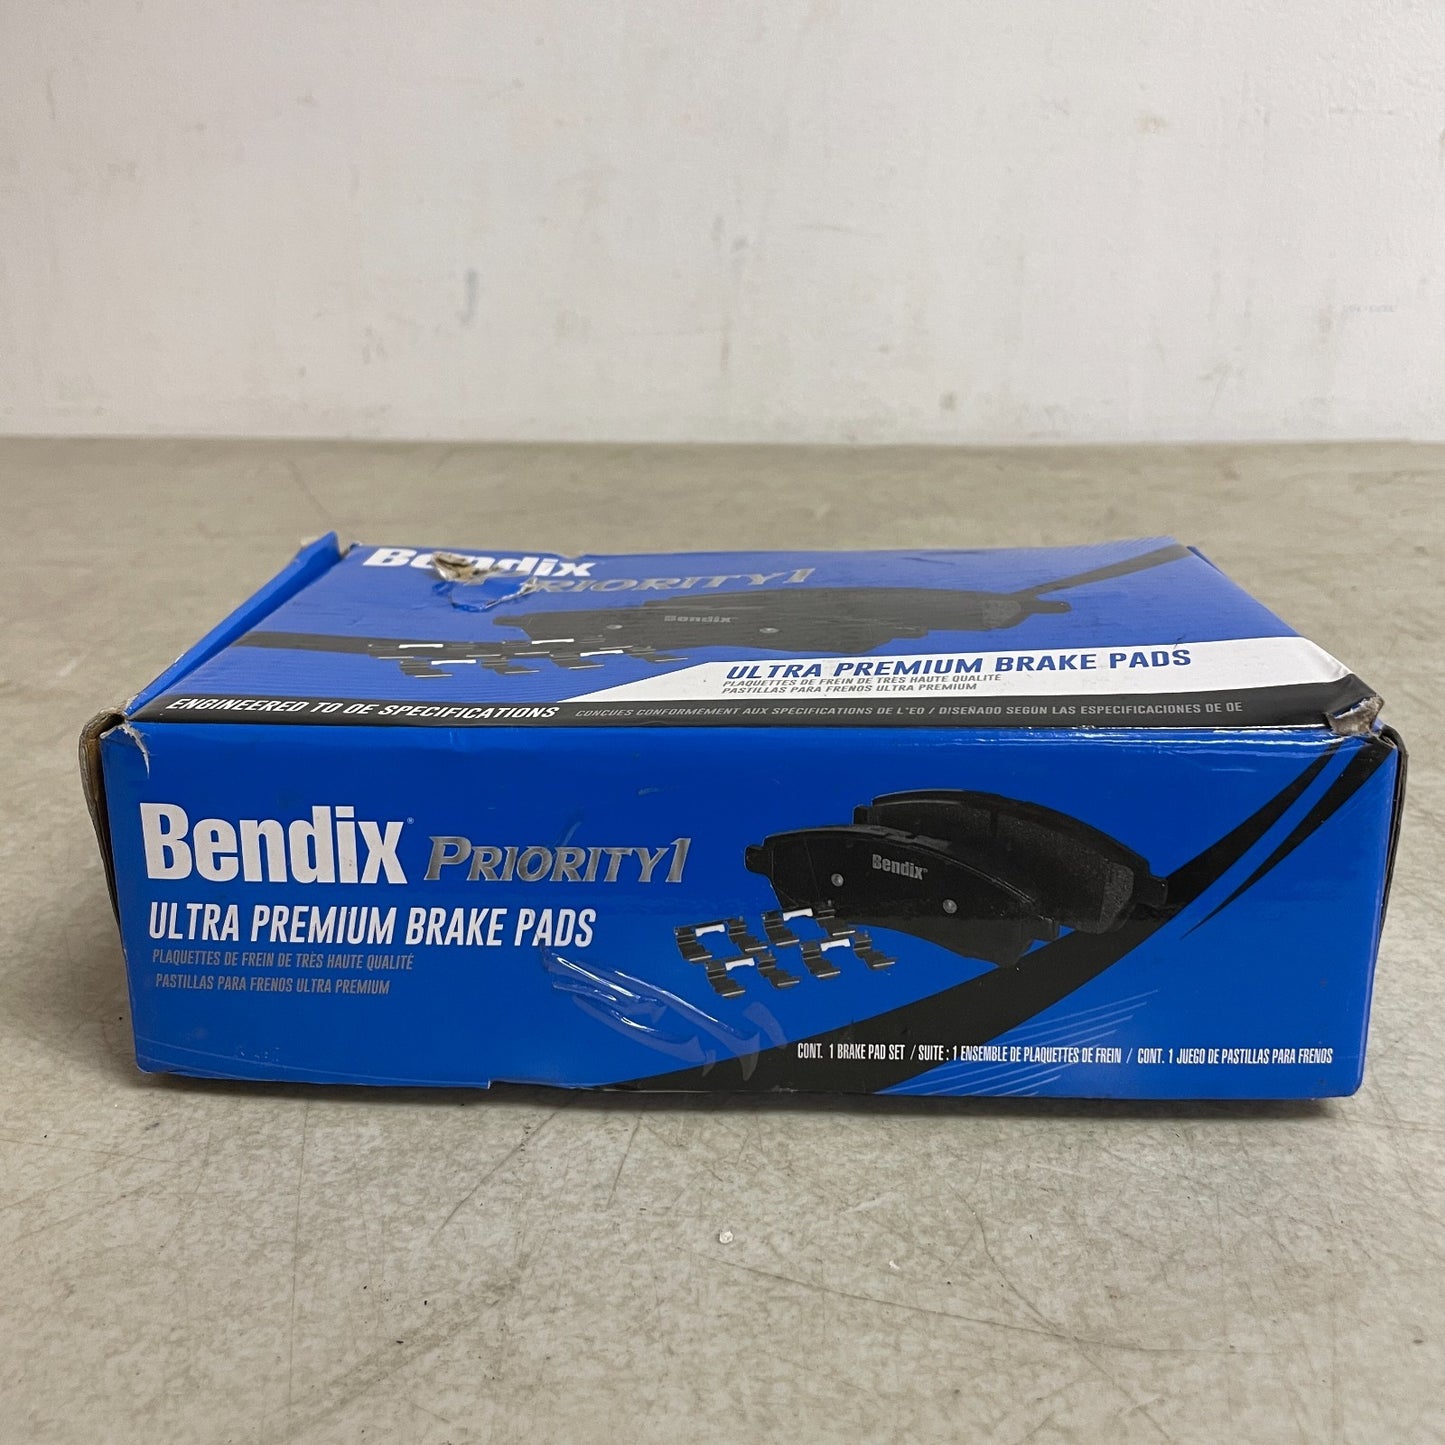 Bendix
PRIORITY1
Bendix
ULTRA PREMIUM BRAKE PADS
PLAQUETTES DE FREIN DE TRÈS HAUTE QUALITÉ
PASTILLAS PARA FRENOS ULTRA PREMIUM
ENGINEERED TO OE SPECIFICATIONS CONCUES CONFORMEMENT AUX SPECIFICATIONS DE L'EO / DISEÑADO SEGÚN LAS ESPECIFICACIONES DE OE
Bendix® PRIORITY1
Bendix®
ULTRA PREMIUM BRAKE PADS
PLAQUETTES DE FREIN DE TRÈS HAUTE QUALITÉ
PASTILLAS PARA FRENOS ULTRA PREMIUM
CONT. 1 BRAKE PAD SET / SUITE : 1 ENSEMBLE DE PLAQUETTES DE FREIN / CONT. 1 JUEGO DE PASTILLAS PARA FRENOS